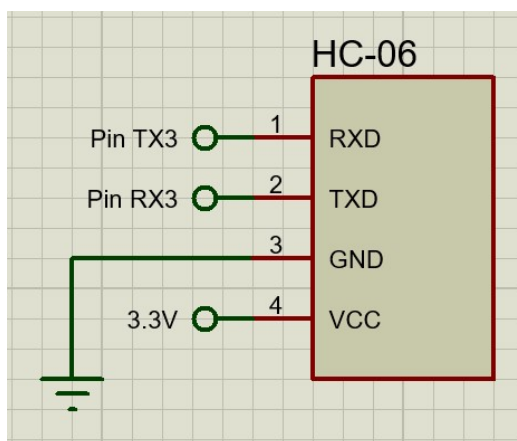 HC-06
Pin TX3 1 RXD
Pin RX3 2 TXD
3 GND
3.3V 4 VCC